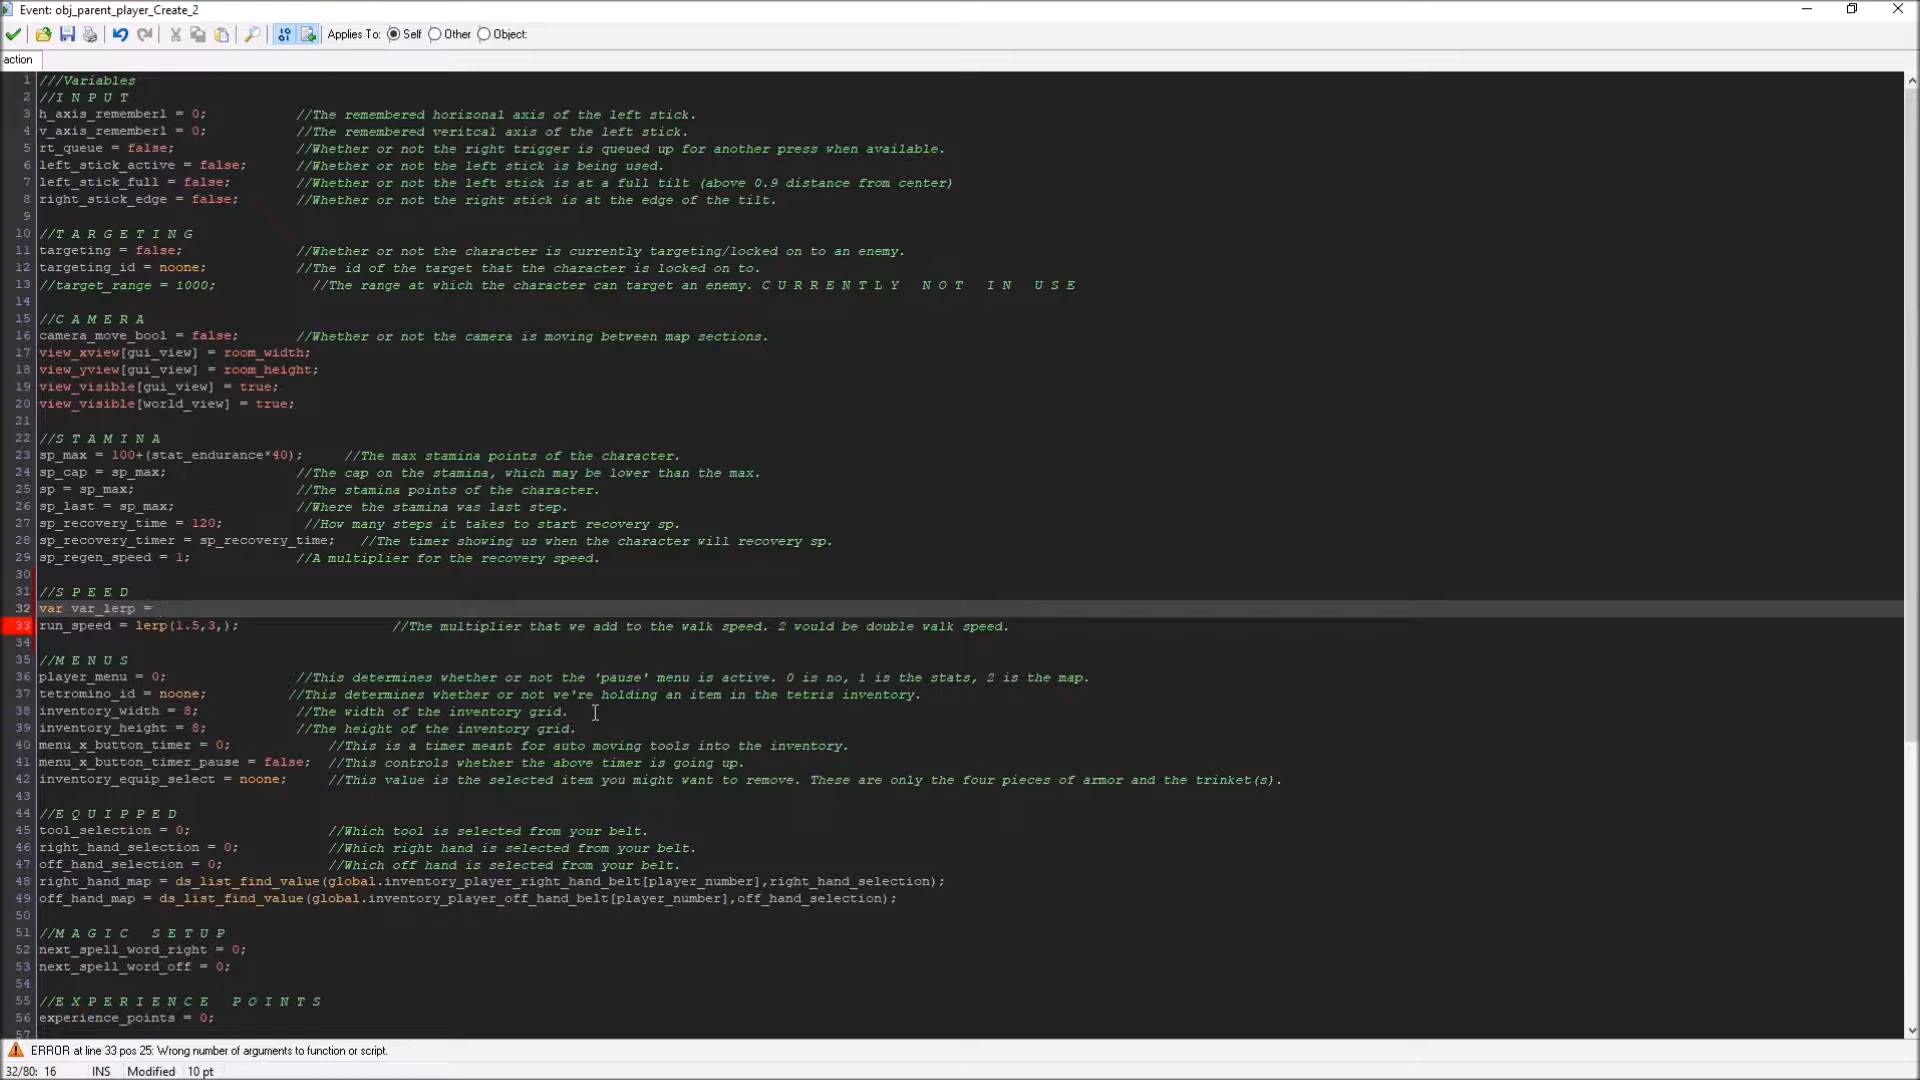 Event: obj_parent_player_Create_2
Applies To: Self Other Object:
action
1 ///Variables
2 //I N P U T
3 h_axis_remember1 = 0; //The remembered horizonal axis of the left stick.
4 v_axis_remember1 = 0; //The remembered veritcal axis of the left stick.
5 rt_queue = false; //Whether or not the right trigger is queued up for another press when available.
6 left_stick_active = false; //Whether or not the left stick is being used.
7 left_stick_full = false; //Whether or not the left stick is at a full tilt (above 0.9 distance from center)
8 right_stick_edge = false; //Whether or not the right stick is at the edge of the tilt.
9
10 //T A R G E T I N G
11 targeting = false; //Whether or not the character is currently targeting/locked on to an enemy.
12 targeting_id = noone; //The id of the target that the character is locked on to.
13 //target_range = 1000; //The range at which the character can target an enemy. C U R R E N T L Y   N O T   I N   U S E
14
15 //C A M E R A
16 camera_move_bool = false; //Whether or not the camera is moving between map sections.
17 view_xview[gui_view] = room_width;
18 view_yview[gui_view] = room_height;
19 view_visible[gui_view] = true;
20 view_visible[world_view] = true;
21
22 //S T A M I N A
23 sp_max = 100+(stat_endurance*40); //The max stamina points of the character.
24 sp_cap = sp_max; //The cap on the stamina, which may be lower than the max.
25 sp = sp_max; //The stamina points of the character.
26 sp_last = sp_max; //Where the stamina was last step.
27 sp_recovery_time = 120; //How many steps it takes to start recovery sp.
28 sp_recovery_timer = sp_recovery_time; //The timer showing us when the character will recovery sp.
29 sp_regen_speed = 1; //A multiplier for the recovery speed.
30
31 //S P E E D
32 var var_lerp =
33 run_speed = lerp(1.5,3,); //The multiplier that we add to the walk speed. 2 would be double walk speed.
34
35 //M E N U S
36 player_menu = 0; //This determines whether or not the 'pause' menu is active. 0 is no, 1 is the stats, 2 is the map.
37 tetromino_id = noone; //This determines whether or not we're holding an item in the tetris inventory.
38 inventory_width = 8; //The width of the inventory grid.
39 inventory_height = 8; //The height of the inventory grid.
40 menu_x_button_timer = 0; //This is a timer meant for auto moving tools into the inventory.
41 menu_x_button_timer_pause = false; //This controls whether the above timer is going up.
42 inventory_equip_select = noone; //This value is the selected item you might want to remove. These are only the four pieces of armor and the trinket(s).
43
44 //E Q U I P P E D
45 tool_selection = 0; //Which tool is selected from your belt.
46 right_hand_selection = 0; //Which right hand is selected from your belt.
47 off_hand_selection = 0; //Which off hand is selected from your belt.
48 right_hand_map = ds_list_find_value(global.inventory_player_right_hand_belt[player_number],right_hand_selection);
49 off_hand_map = ds_list_find_value(global.inventory_player_off_hand_belt[player_number],off_hand_selection);
50
51 //M A G I C   S E T U P
52 next_spell_word_right = 0;
53 next_spell_word_off = 0;
54
55 //E X P E R I E N C E   P O I N T S
56 experience_points = 0;
57
ERROR at line 33 pos 25: Wrong number of arguments to function or script.
32/80: 16 INS Modified 10 pt